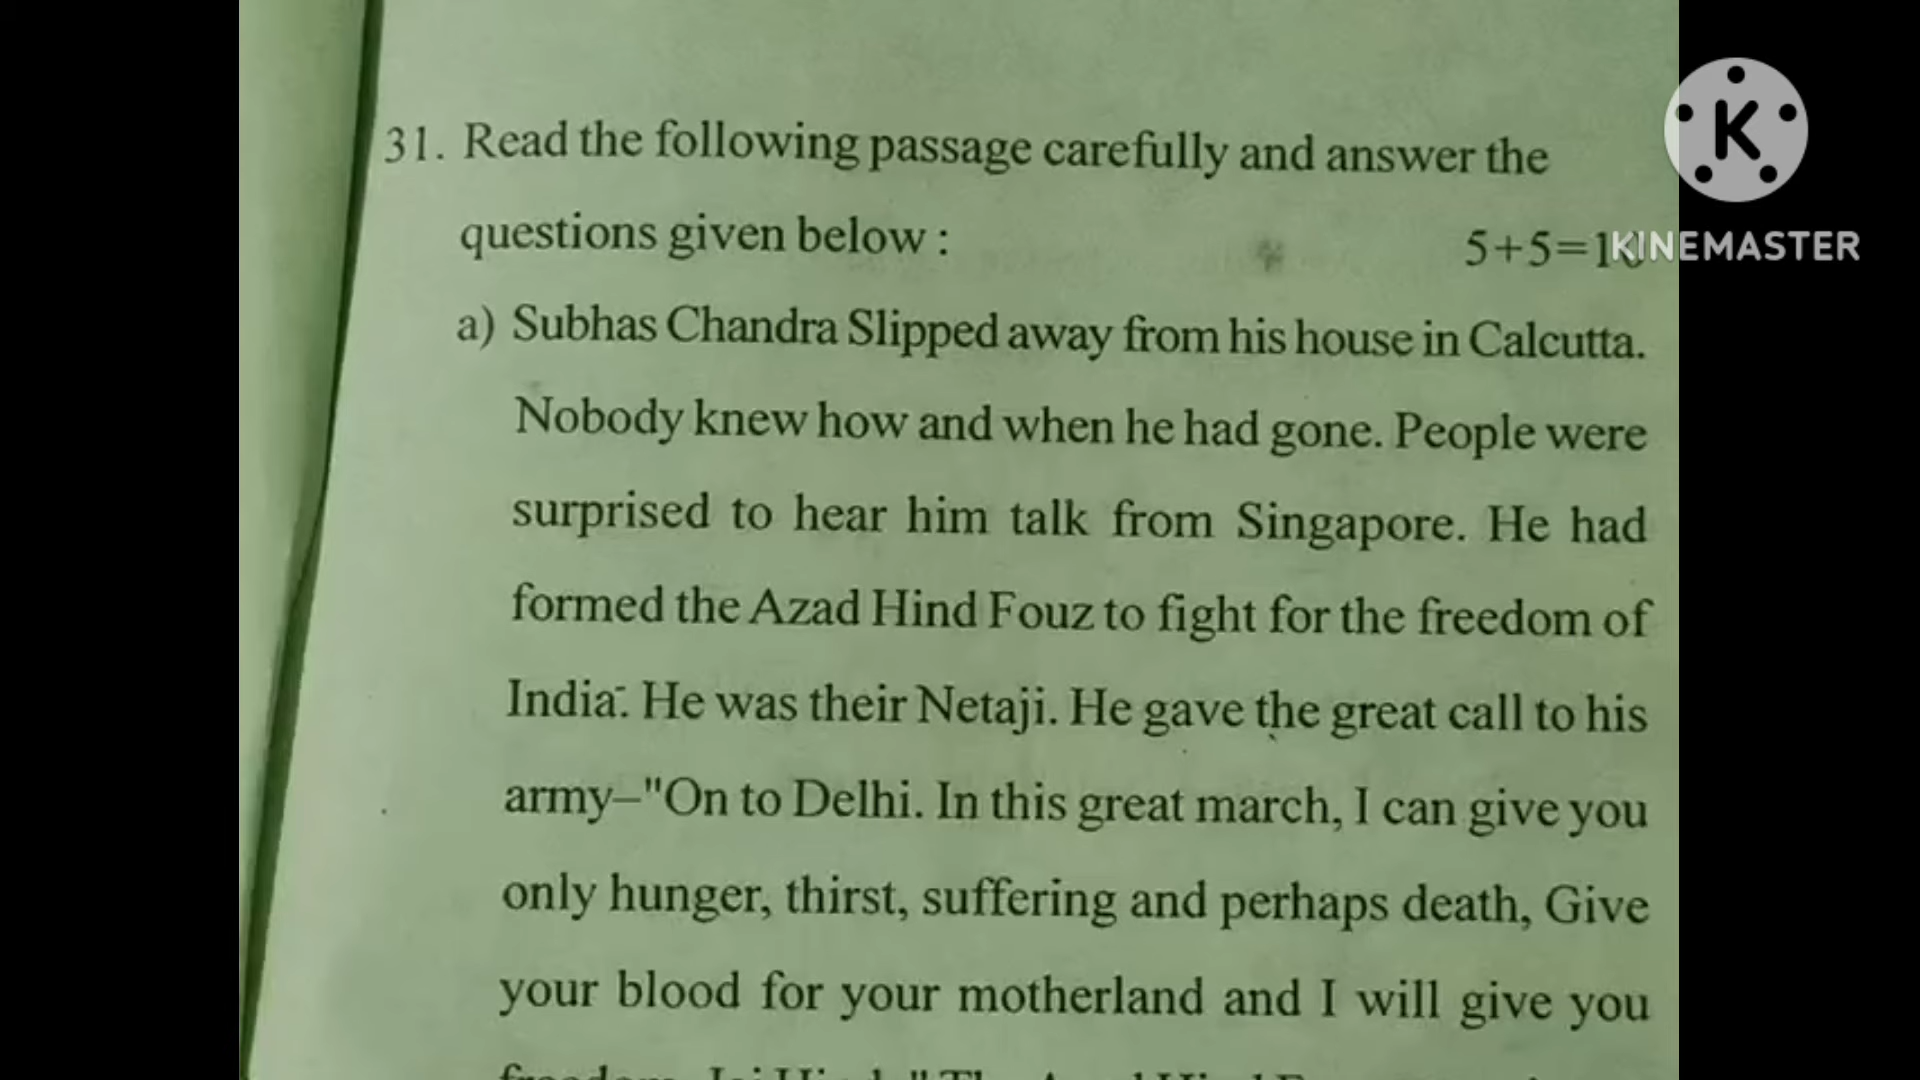 31. Read the following passage carefully and answer the
questions given below : 5+5=10
a) Subhas Chandra Slipped away from his house in Calcutta.
Nobody knew how and when he had gone. People were
surprised to hear him talk from Singapore. He had
formed the Azad Hind Fouz to fight for the freedom of
India. He was their Netaji. He gave the great call to his
army–"On to Delhi. In this great march, I can give you
only hunger, thirst, suffering and perhaps death, Give
your blood for your motherland and I will give you
K
KINEMASTER